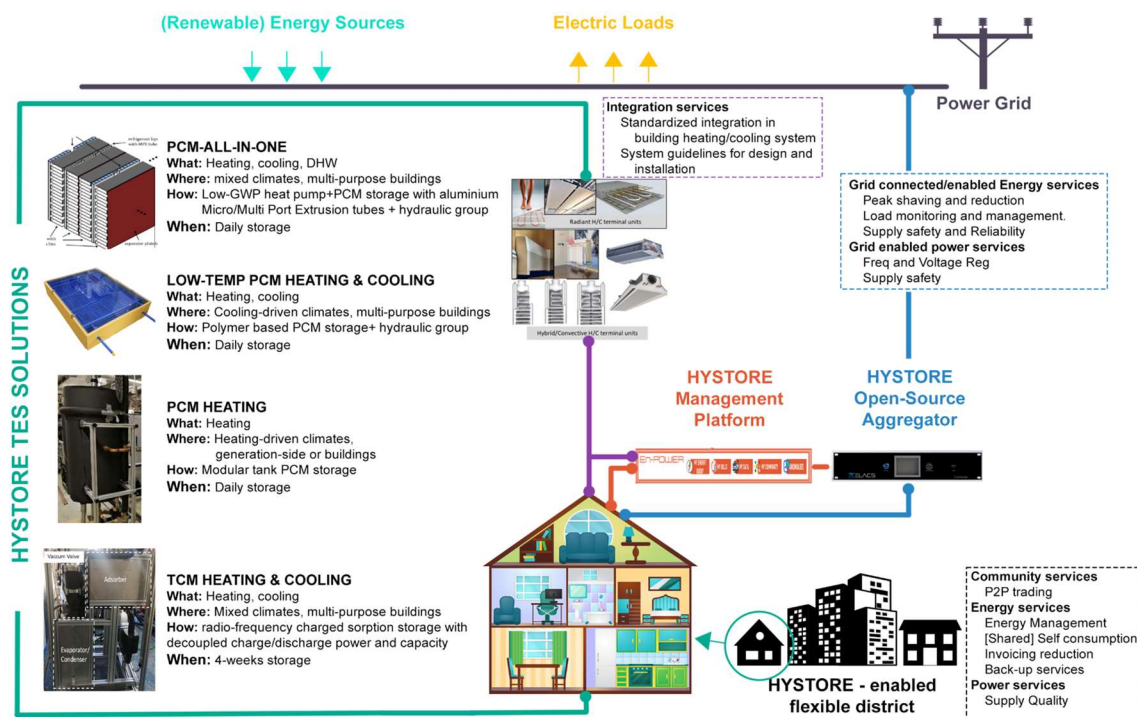 (Renewable) Energy Sources
Electric Loads
Power Grid
HYSTORE TES SOLUTIONS
PCM-ALL-IN-ONE
What: Heating, cooling, DHW
Where: mixed climates, multi-purpose buildings
How: Low-GWP heat pump+PCM storage with aluminium
Micro/Multi Port Extrusion tubes + hydraulic group
When: Daily storage
LOW-TEMP PCM HEATING & COOLING
What: Heating, cooling
Where: Cooling-driven climates, multi-purpose buildings
How: Polymer based PCM storage+ hydraulic group
When: Daily storage
PCM HEATING
What: Heating
Where: Heating-driven climates,
generation-side or buildings
How: Modular tank PCM storage
When: Daily storage
Vaccum Valve
Adsorber
Evaporator/
Condenser
TCM HEATING & COOLING
What: Heating, cooling
Where: Mixed climates, multi-purpose buildings
How: radio-frequency charged sorption storage with
decoupled charge/discharge power and capacity
When: 4-weeks storage
Integration services
Standardized integration in
building heating/cooling system
System guidelines for design and
installation
Radiant H/C terminal units
Hybrid/Convective H/C terminal units
Grid connected/enabled Energy services
Peak shaving and reduction
Load monitoring and management.
Supply safety and Reliability
Grid enabled power services
Freq and Voltage Reg
Supply safety
HYSTORE
Management
Platform
HYSTORE
Open-Source
Aggregator
En-POWER
HYSTORE - enabled
flexible district
Community services
P2P trading
Energy services
Energy Management
[Shared] Self consumption
Invoicing reduction
Back-up services
Power services
Supply Quality